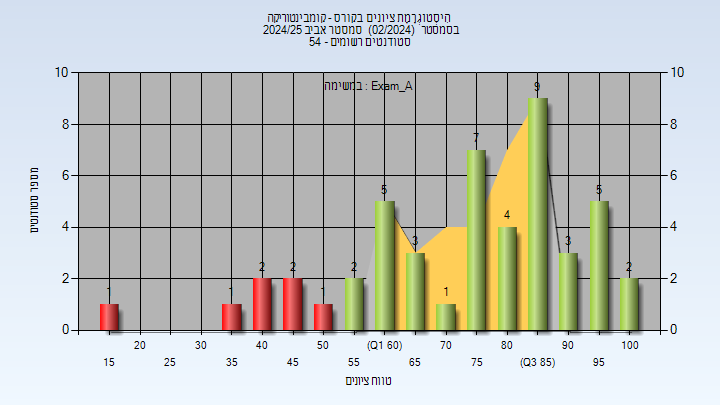 היסטוגרמת ציונים בקורס - קומבינטוריקה
בסמסטר (02/2024) סמסטר אביב 2024/25
סטודנטים רשומים - 54
במשימה : Exam_A
מספר סטודנטים
10 8 6 4 2 0
10 8 6 4 2 0
1 1 2 2 1 2 5 3 1 7 4 9 3 5 2
20 30 40 50 (Q1 60) 70 80 90 100
15 25 35 45 55 65 75 (Q3 85) 95
טווח ציונים